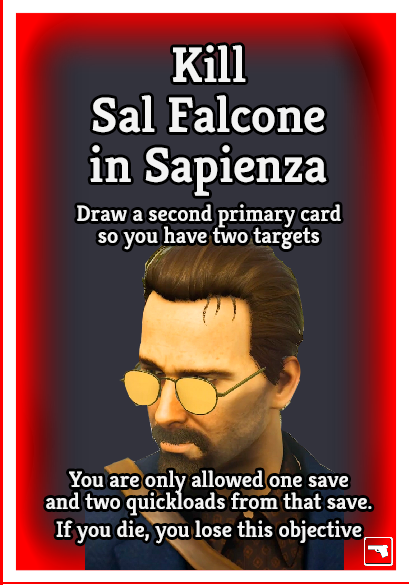 Kill
Sal Falcone
in Sapienza
Draw a second primary card
so you have two targets
You are only allowed one save
and two quickloads from that save.
If you die, you lose this objective